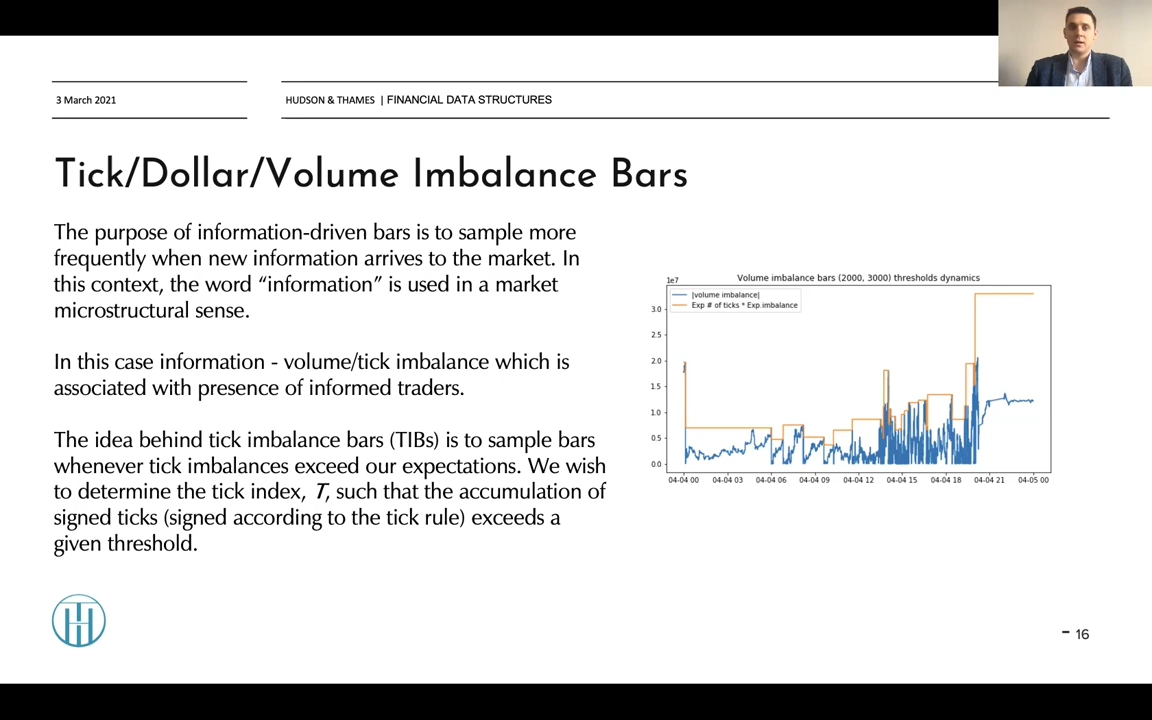 3 March 2021
HUDSON & THAMES | FINANCIAL DATA STRUCTURES
Tick/Dollar/Volume Imbalance Bars
The purpose of information-driven bars is to sample more
frequently when new information arrives to the market. In
this context, the word “information” is used in a market
microstructural sense.
In this case information - volume/tick imbalance which is
associated with presence of informed traders.
The idea behind tick imbalance bars (TIBs) is to sample bars
whenever tick imbalances exceed our expectations. We wish
to determine the tick index, T, such that the accumulation of
signed ticks (signed according to the tick rule) exceeds a
given threshold.
Volume imbalance bars (2000, 3000) thresholds dynamics
1e7
|volume imbalance|
Exp # of ticks * Exp.imbalance
3.0
2.5
2.0
1.5
1.0
0.5
0.0
04-04 00 04-04 03 04-04 06 04-04 09 04-04 12 04-04 15 04-04 18 04-04 21 04-05 00
H
- 16